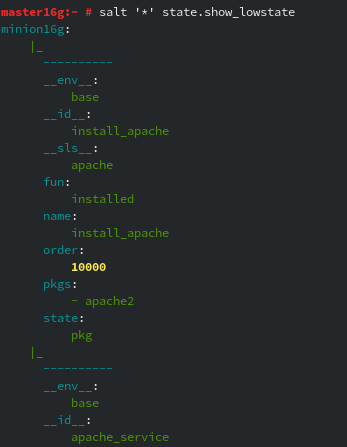 master16g:~ # salt '*' state.show_lowstate
minion16g:
|_
----------
__env__:
base
__id__:
install_apache
__sls__:
apache
fun:
installed
name:
install_apache
order:
10000
pkgs:
- apache2
state:
pkg
|_
----------
__env__:
base
__id__:
apache_service